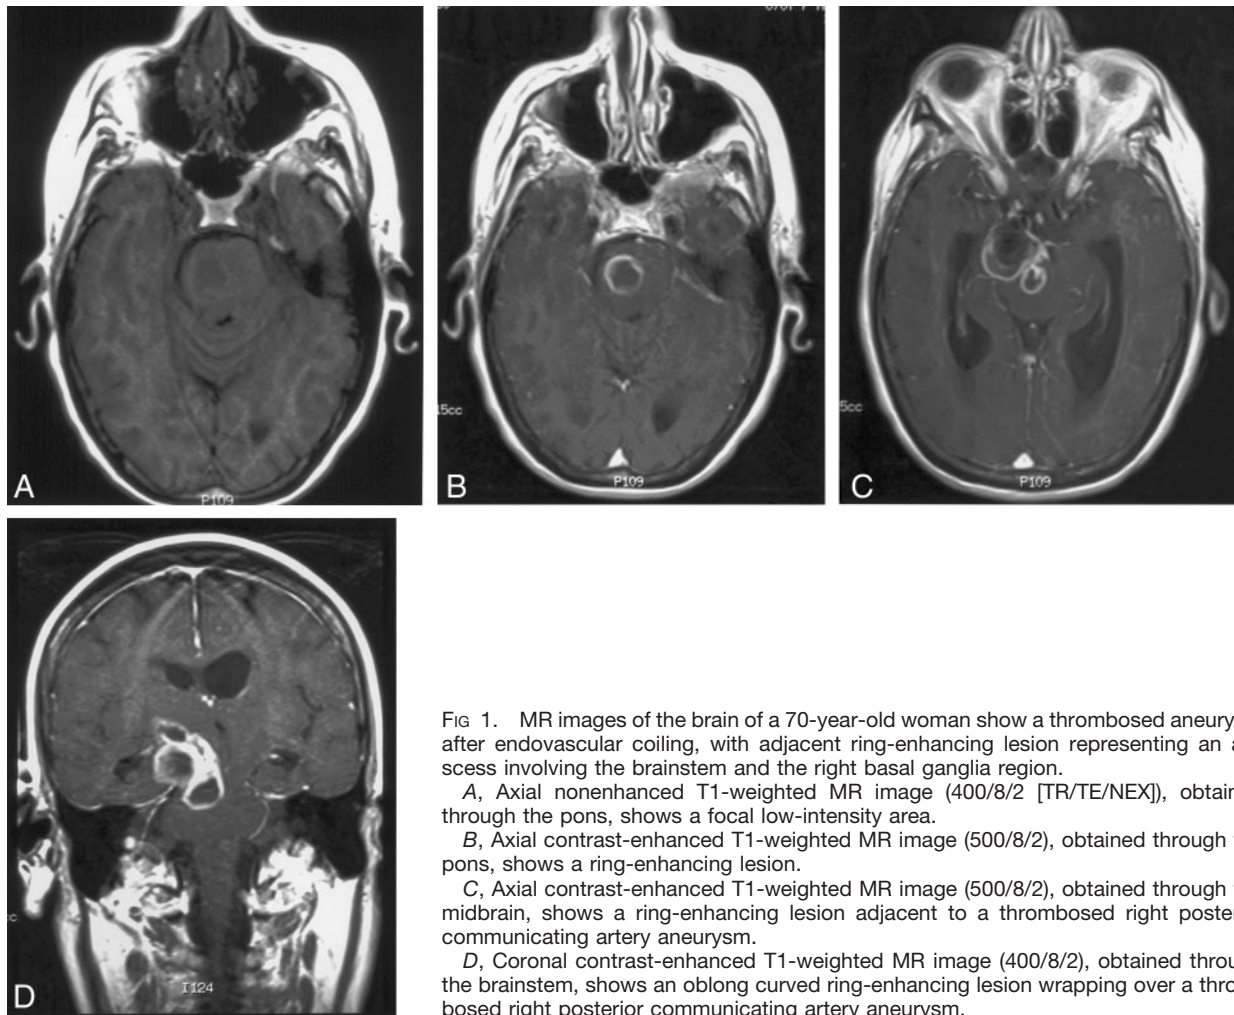 15cc
5cc
P109
P109
P109
A
B
C
I124
D
FIG 1. MR images of the brain of a 70-year-old woman show a thrombosed aneury
after endovascular coiling, with adjacent ring-enhancing lesion representing an a
scess involving the brainstem and the right basal ganglia region.
A, Axial nonenhanced T1-weighted MR image (400/8/2 [TR/TE/NEX]), obtain
through the pons, shows a focal low-intensity area.
B, Axial contrast-enhanced T1-weighted MR image (500/8/2), obtained through
pons, shows a ring-enhancing lesion.
C, Axial contrast-enhanced T1-weighted MR image (500/8/2), obtained through
midbrain, shows a ring-enhancing lesion adjacent to a thrombosed right poster
communicating artery aneurysm.
D, Coronal contrast-enhanced T1-weighted MR image (400/8/2), obtained throu
the brainstem, shows an oblong curved ring-enhancing lesion wrapping over a thro
bosed right posterior communicating artery aneurysm.